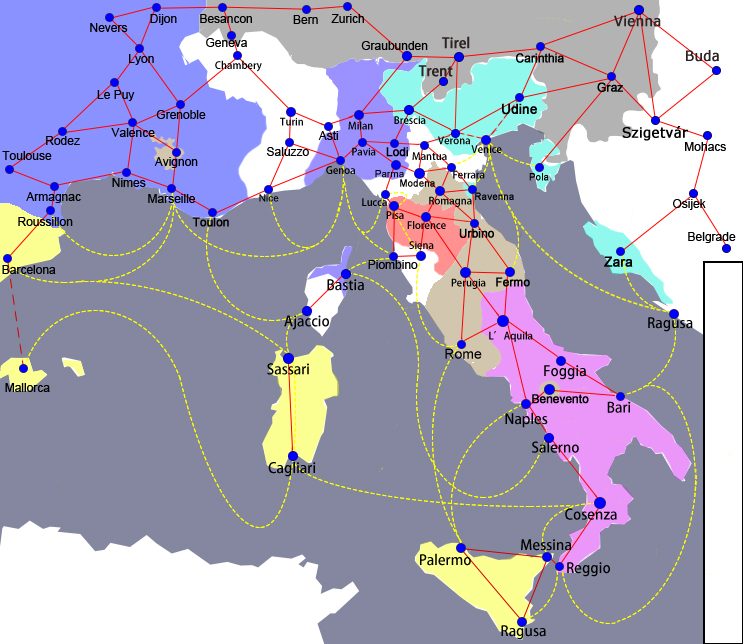 Dijon
Besancon
Bern
Zurich
Vienna
Nevers
Geneva
Graubunden
Tirel
Lyon
Chambery
Carinthia
Buda
Trent
Le Puy
Grenoble
Udine
Graz
Turin
Milan
Brescia
Szigetvár
Rodez
Valence
Asti
Verona
Venice
Mohacs
Toulouse
Avignon
Saluzzo
Pavia
Lodi
Mantua
Genoa
Parma
Modena
Ferrara
Pola
Armagnac
Nimes
Marseille
Nice
Lucca
Romagna
Ravenna
Osijek
Roussillon
Toulon
Pisa
Florence
Urbino
Belgrade
Siena
Barcelona
Piombino
Zara
Bastia
Perugia
Fermo
Ajaccio
Ragusa
L' Aquila
Rome
Sassari
Foggia
Mallorca
Benevento
Bari
Naples
Salerno
Cagliari
Cosenza
Messina
Palermo
Reggio
Ragusa